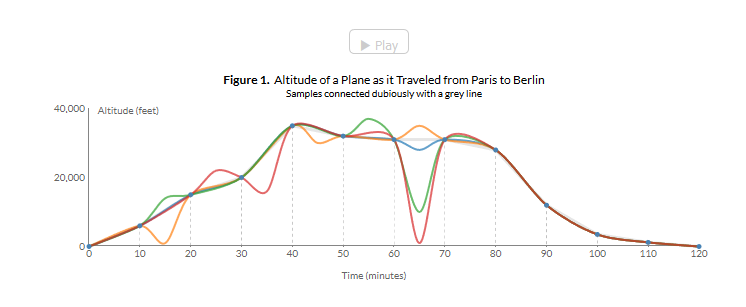 ▶ Play
Figure 1. Altitude of a Plane as it Traveled from Paris to Berlin
Samples connected dubiously with a grey line
40,000 Altitude (feet)
20,000
0
0 10 20 30 40 50 60 70 80 90 100 110 120
Time (minutes)